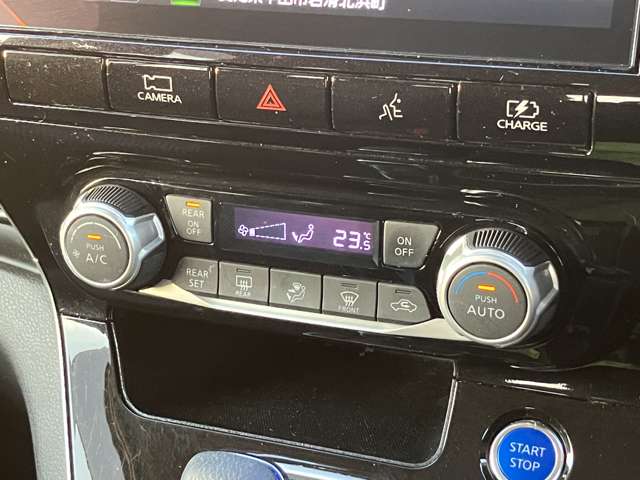 CAMERA
CHARGE
REAR
ON
OFF
23.5
°C
ON
OFF
PUSH
A/C
REAR
SET
REAR
FRONT
PUSH
AUTO
START
STOP